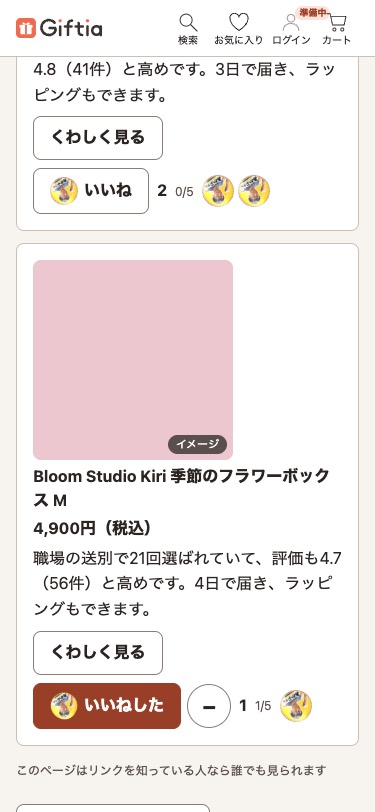 Giftia
検索
お気に入り
準備中
ログイン
カート
4.8（41件）と高めです。3日で届き、ラッ
ピングもできます。
くわしく見る
いいね 2 0/5
イメージ
Bloom Studio Kiri 季節のフラワーボック
ス M
4,900円（税込）
職場の送別で21回選ばれていて、評価も4.7
（56件）と高めです。4日で届き、ラッピ
ングもできます。
くわしく見る
いいねした − 1 1/5
このページはリンクを知っている人なら誰でも見られます